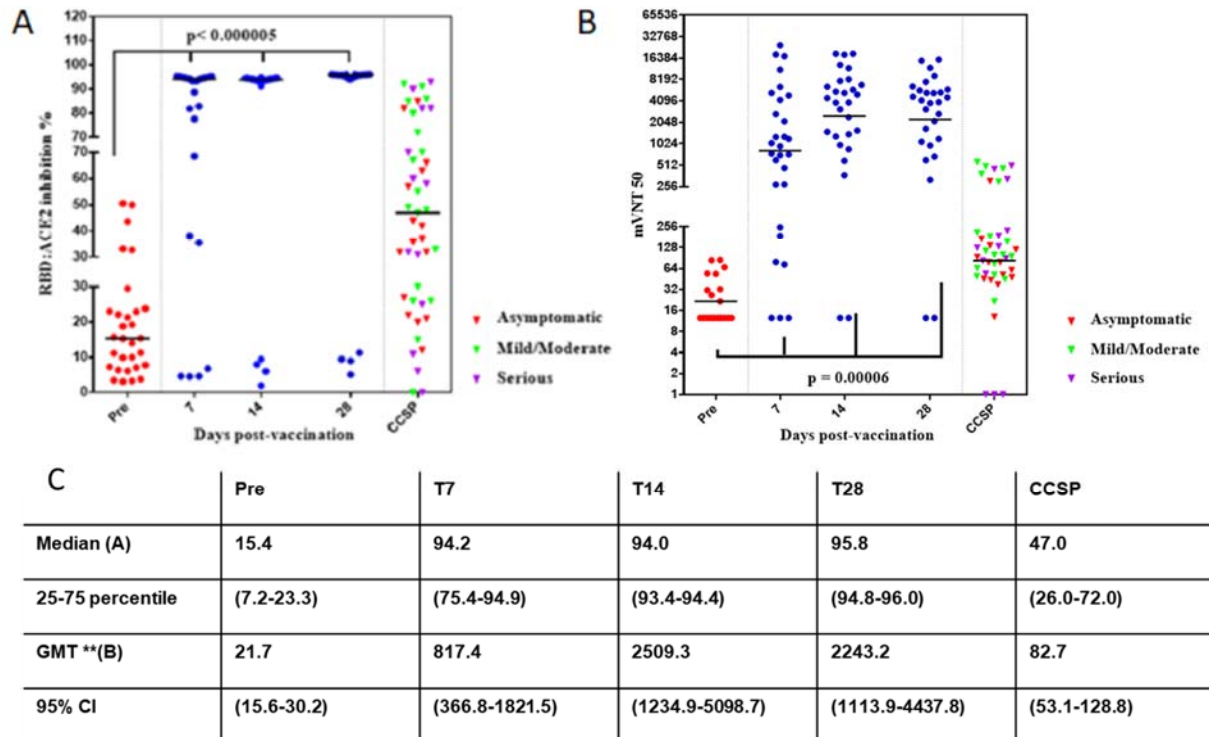 A
120
110
100
90
80
70
60
50
40
30
30
20
10
0
RBD:ACE2 inhibition %
p< 0.000005
Pre
7
14
28
CCSP
Days post-vaccination
Asymptomatic
Mild/Moderate
Serious
B
65536
32768
16384
8192
4096
2048
1024
512
256
256
128
64
32
16
8
4
2
1
mVNT 50
p = 0.00006
Pre
7
14
28
CCSP
Days post-vaccination
Asymptomatic
Mild/Moderate
Serious
C Pre T7 T14 T28 CCSP
Median (A) 15.4 94.2 94.0 95.8 47.0
25-75 percentile (7.2-23.3) (75.4-94.9) (93.4-94.4) (94.8-96.0) (26.0-72.0)
GMT **(B) 21.7 817.4 2509.3 2243.2 82.7
95% CI (15.6-30.2) (366.8-1821.5) (1234.9-5098.7) (1113.9-4437.8) (53.1-128.8)